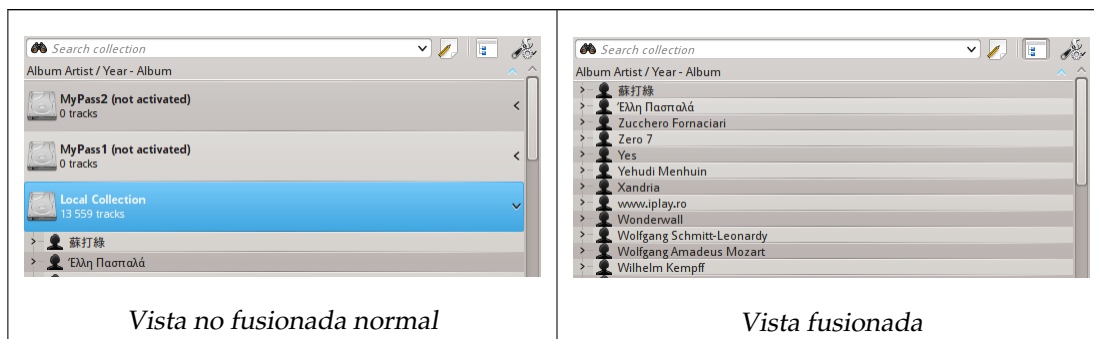 Search collection
Album Artist / Year - Album
MyPass2 (not activated)
0 tracks
MyPass1 (not activated)
0 tracks
Local Collection
13 559 tracks
蘇打綠
Έλλη Πασπαλά
Vista no fusionada normal
Search collection
Album Artist / Year - Album
蘇打綠
Έλλη Πασπαλά
Zucchero Fornaciari
Zero 7
Yes
Yehudi Menhuin
Xandria
www.iplay.ro
Wonderwall
Wolfgang Schmitt-Leonardy
Wolfgang Amadeus Mozart
Wilhelm Kempff
Vista fusionada